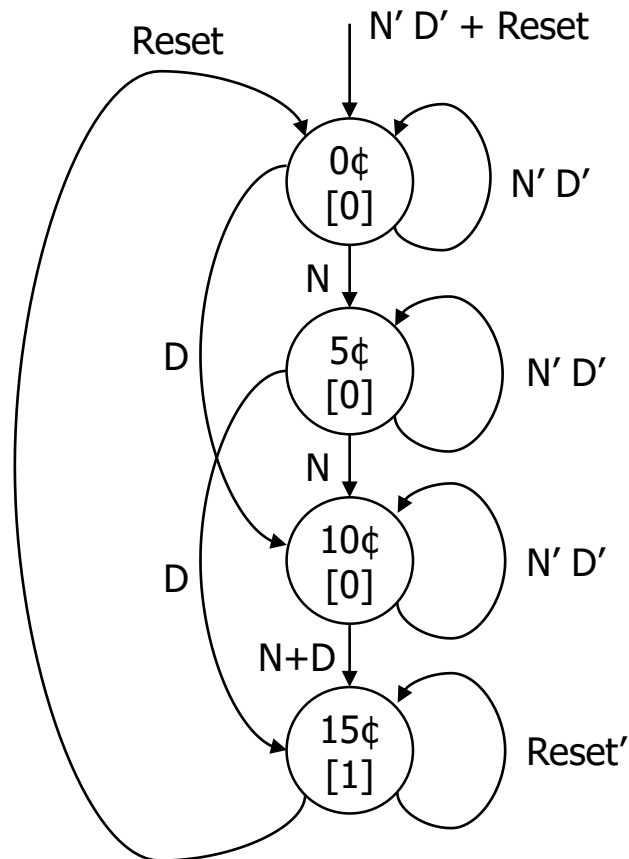 Reset
N′ D′ + Reset
0¢
[0]
N′ D′
N
D
5¢
[0]
N′ D′
N
D
10¢
[0]
N′ D′
N+D
15¢
[1]
Reset′